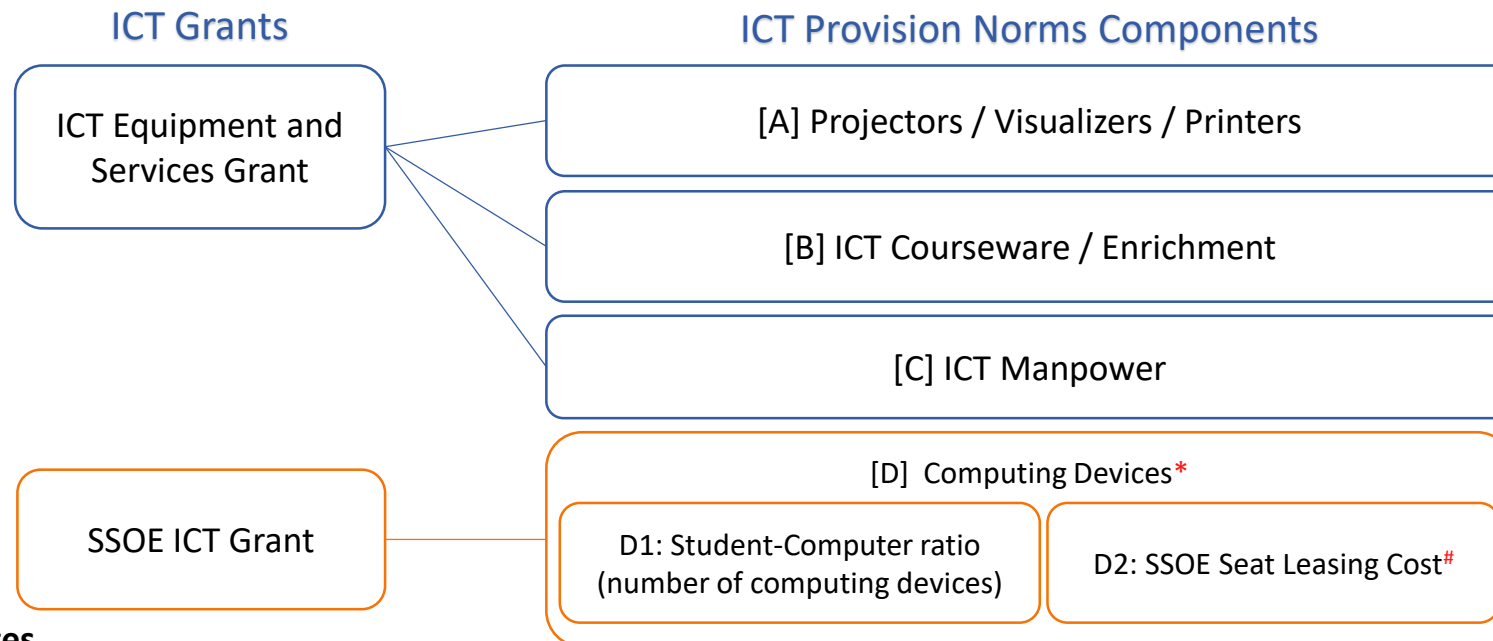 ICT Grants
ICT Provision Norms Components
ICT Equipment and
Services Grant
[A] Projectors / Visualizers / Printers
[B] ICT Courseware / Enrichment
[C] ICT Manpower
SSOE ICT Grant
[D] Computing Devices*
D1: Student-Computer ratio
(number of computing devices)
D2: SSOE Seat Leasing Cost#